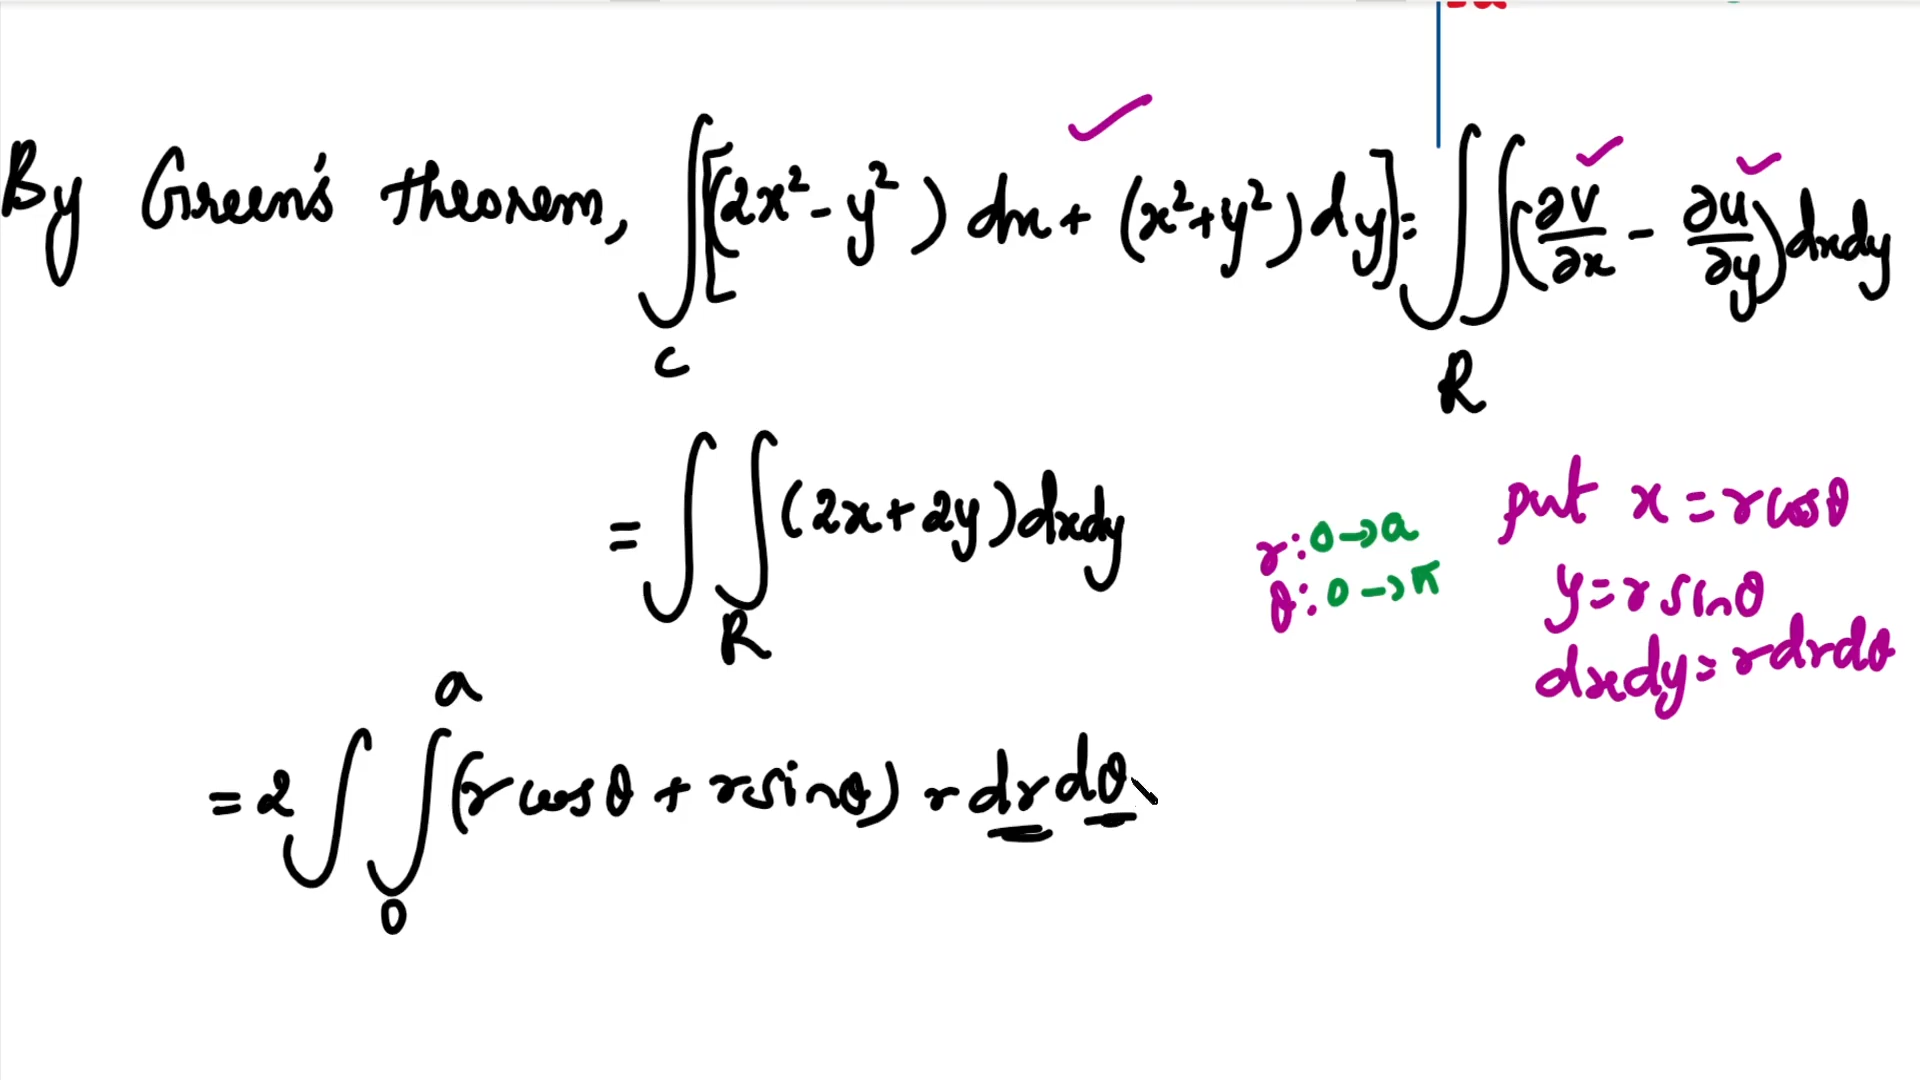 By Green's theorem, ∫_C [(2x² - y²) dx + (x² + y²) dy] = ∫∫_R (∂v/∂x - ∂u/∂y) dxdy
= ∫∫_R (2x + 2y) dxdy
r: 0 → a
θ: 0 → π
put x = r cosθ
y = r sinθ
dxdy = r dr dθ
= 2 ∫ ∫_0^a (r cosθ + r sinθ) r dr dθ